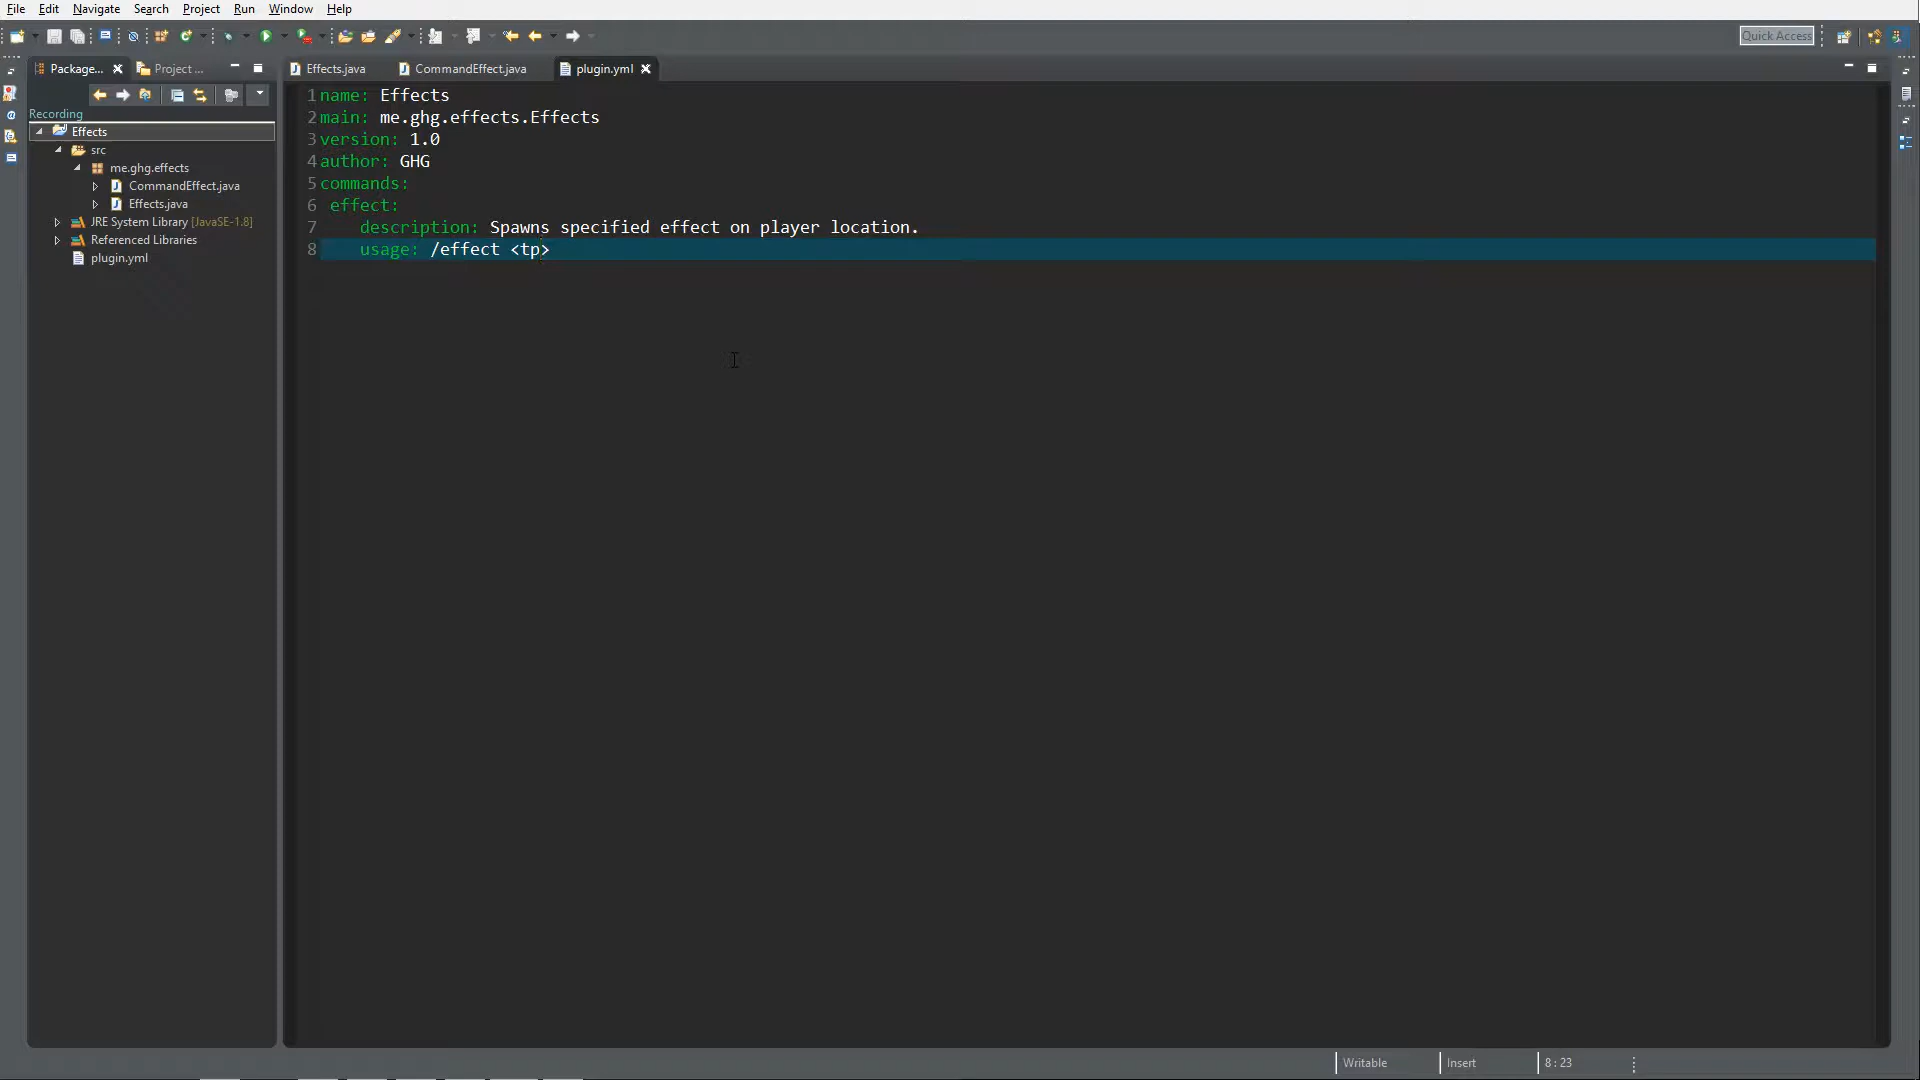 File Edit Navigate Search Project Run Window Help
Quick Access
Package... Project ...
Effects.java CommandEffect.java plugin.yml
Recording
Effects
src
me.ghg.effects
CommandEffect.java
Effects.java
JRE System Library [JavaSE-1.8]
Referenced Libraries
plugin.yml
1 name: Effects
2 main: me.ghg.effects.Effects
3 version: 1.0
4 author: GHG
5 commands:
6 effect:
7 description: Spawns specified effect on player location.
8 usage: /effect <tp>
Writable Insert 8 : 23